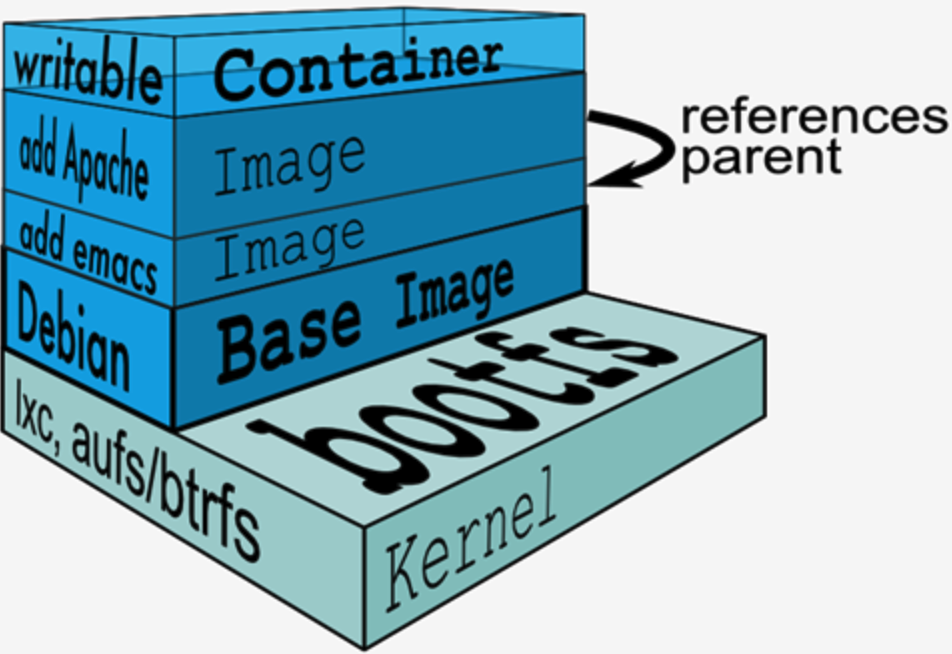 writable Container
add Apache Image
add emacs Image
Debian Base Image
references
parent
bootfs
lxc, aufs/btrfs
Kernel